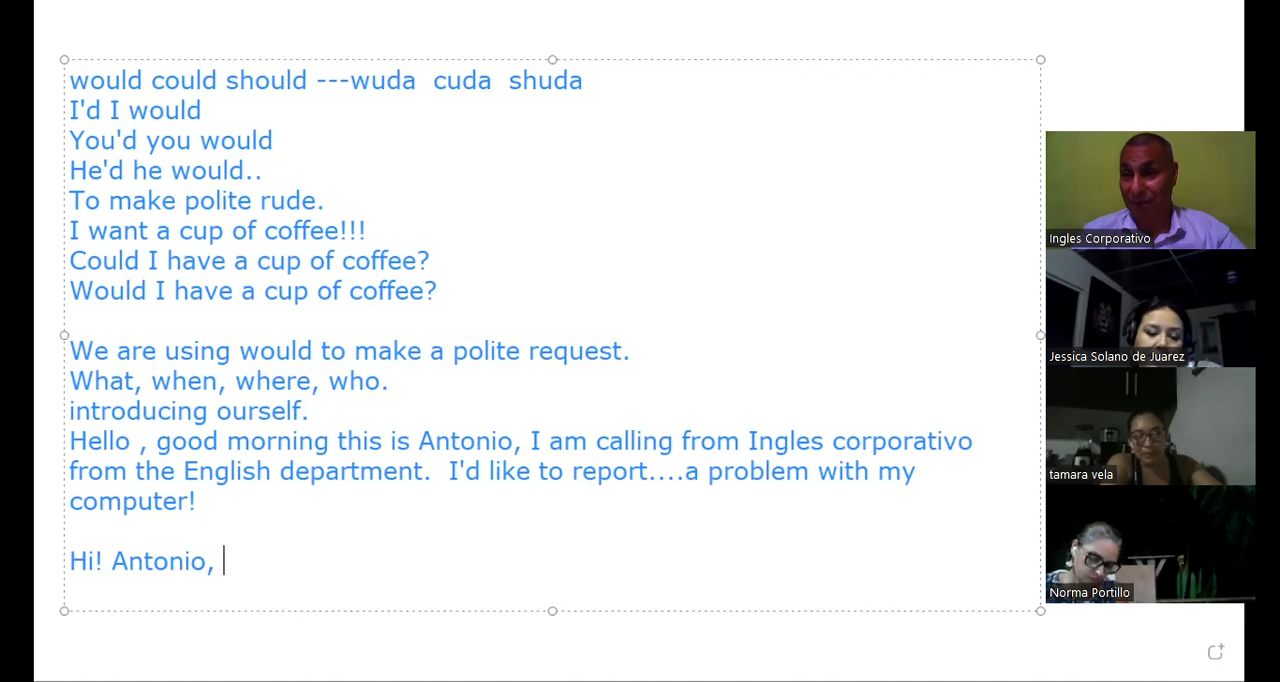 would could should ---wuda  cuda  shuda
I'd I would
You'd you would
He'd he would..
To make polite rude.
I want a cup of coffee!!!
Could I have a cup of coffee?
Would I have a cup of coffee?
We are using would to make a polite request.
What, when, where, who.
introducing ourself.
Hello , good morning this is Antonio, I am calling from Ingles corporativo
from the English department.  I'd like to report....a problem with my
computer!
Hi! Antonio,
Ingles Corporativo
Jessica Solano de Juarez
tamara vela
Norma Portillo